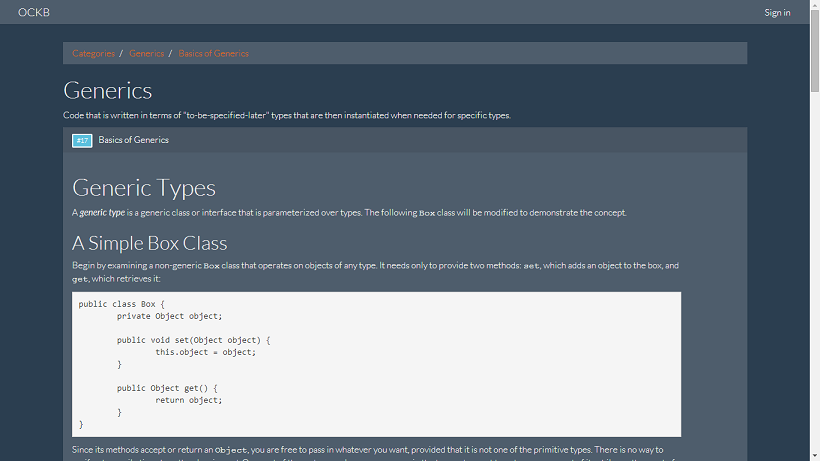 OCKB
Sign in
Categories / Generics / Basics of Generics
Generics
Code that is written in terms of "to-be-specified-later" types that are then instantiated when needed for specific types.
#17 Basics of Generics
Generic Types
A generic type is a generic class or interface that is parameterized over types. The following Box class will be modified to demonstrate the concept.
A Simple Box Class
Begin by examining a non-generic Box class that operates on objects of any type. It needs only to provide two methods: set, which adds an object to the box, and
get, which retrieves it:
public class Box {
        private Object object;

        public void set(Object object) {
                this.object = object;
        }

        public Object get() {
                return object;
        }
}
Since its methods accept or return an Object, you are free to pass in whatever you want, provided that it is not one of the primitive types. There is no way to